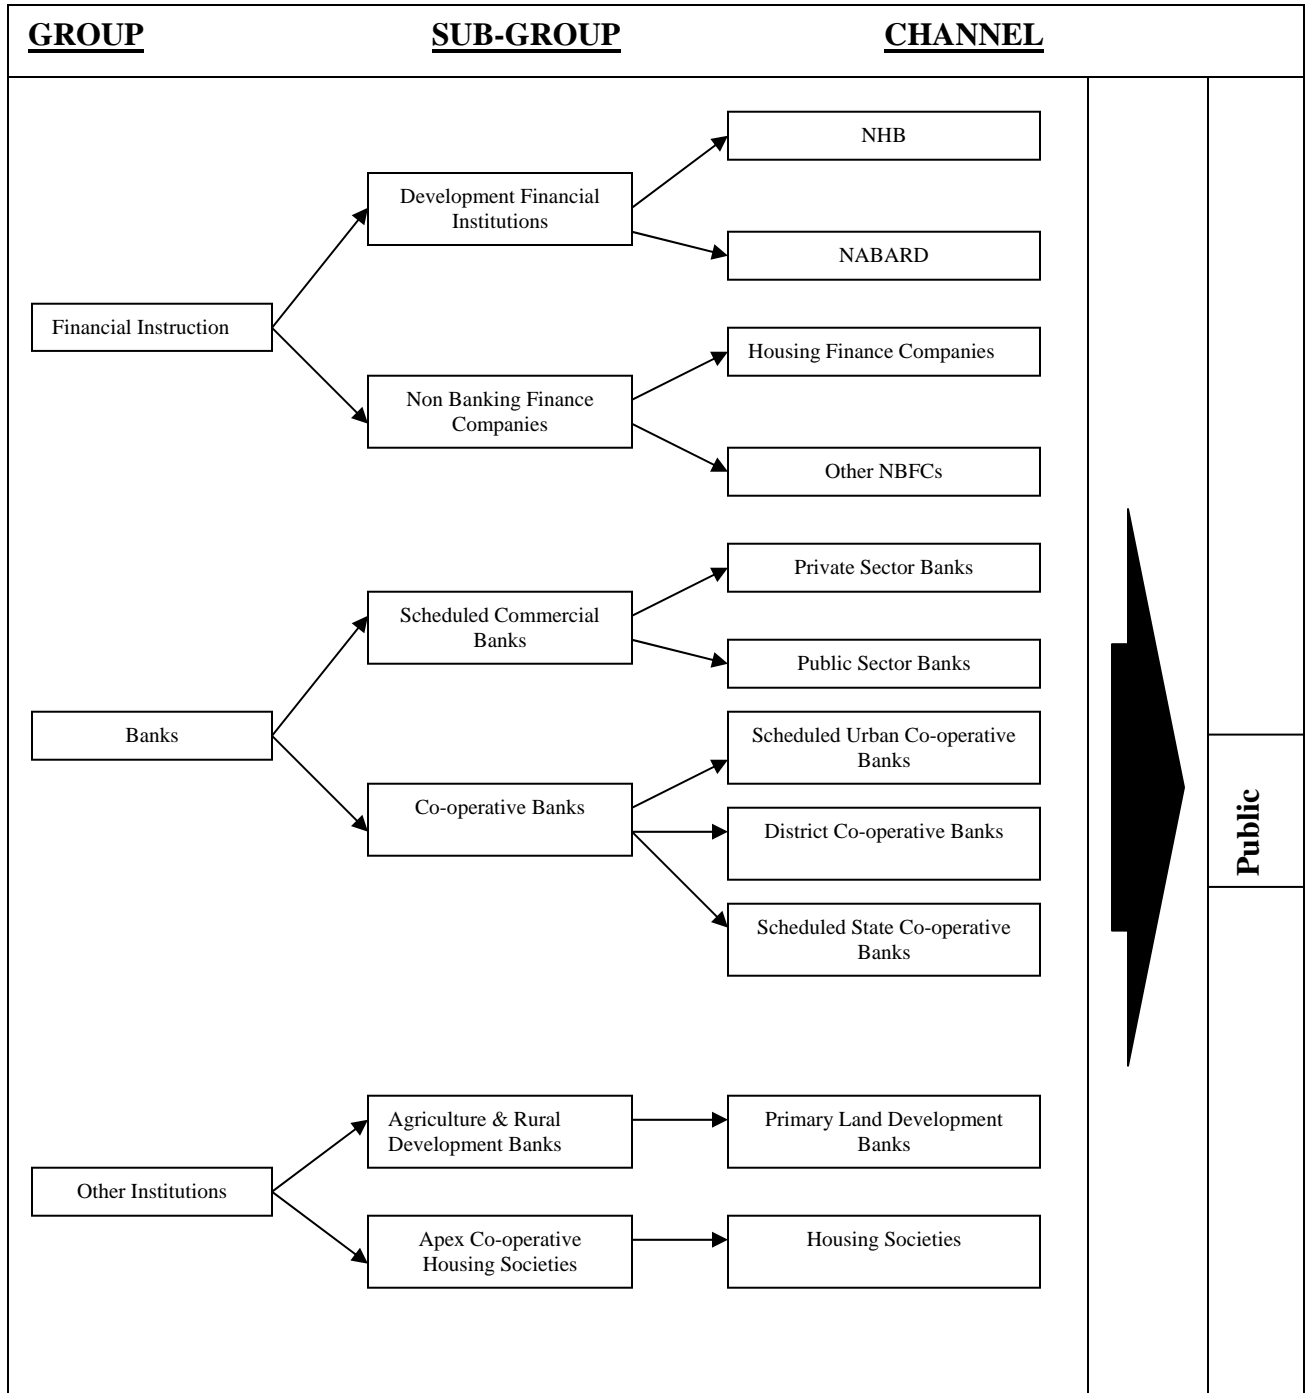 GROUP SUB-GROUP CHANNEL
NHB
Development Financial
Institutions
NABARD
Financial Instruction
Housing Finance Companies
Non Banking Finance
Companies
Other NBFCs
Private Sector Banks
Scheduled Commercial
Banks
Public Sector Banks
Banks
Scheduled Urban Co-operative
Banks
Co-operative Banks
District Co-operative Banks
Scheduled State Co-operative
Banks
Public
Agriculture & Rural
Development Banks
Primary Land Development
Banks
Other Institutions
Apex Co-operative
Housing Societies
Housing Societies